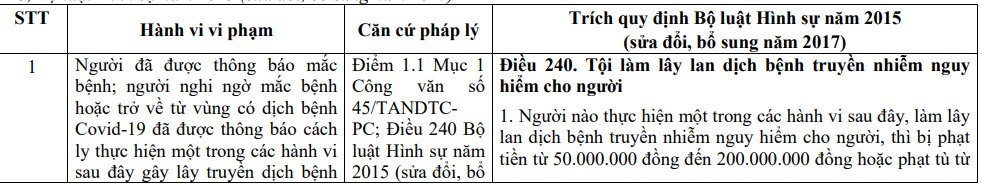 STT
Hành vi vi phạm
Căn cứ pháp lý
Trích quy định Bộ luật Hình sự năm 2015
(sửa đổi, bổ sung năm 2017)
1
Người đã được thông báo mắc
bệnh; người nghi ngờ mắc bệnh
hoặc trở về từ vùng có dịch bệnh
Covid-19 đã được thông báo cách
ly thực hiện một trong các hành vi
sau đây gây lây truyền dịch bệnh
Điểm 1.1 Mục 1
Công văn số
45/TANDTC-
PC; Điều 240 Bộ
luật Hình sự năm
2015 (sửa đổi, bổ
Điều 240. Tội làm lây lan dịch bệnh truyền nhiễm nguy
hiểm cho người
1. Người nào thực hiện một trong các hành vi sau đây, làm lây
lan dịch bệnh truyền nhiễm nguy hiểm cho người, thì bị phạt
tiền từ 50.000.000 đồng đến 200.000.000 đồng hoặc phạt tù từ